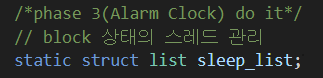 /*phase 3(Alarm Clock) do it*/
// block 상태의 스레드 관리
static struct list sleep_list;